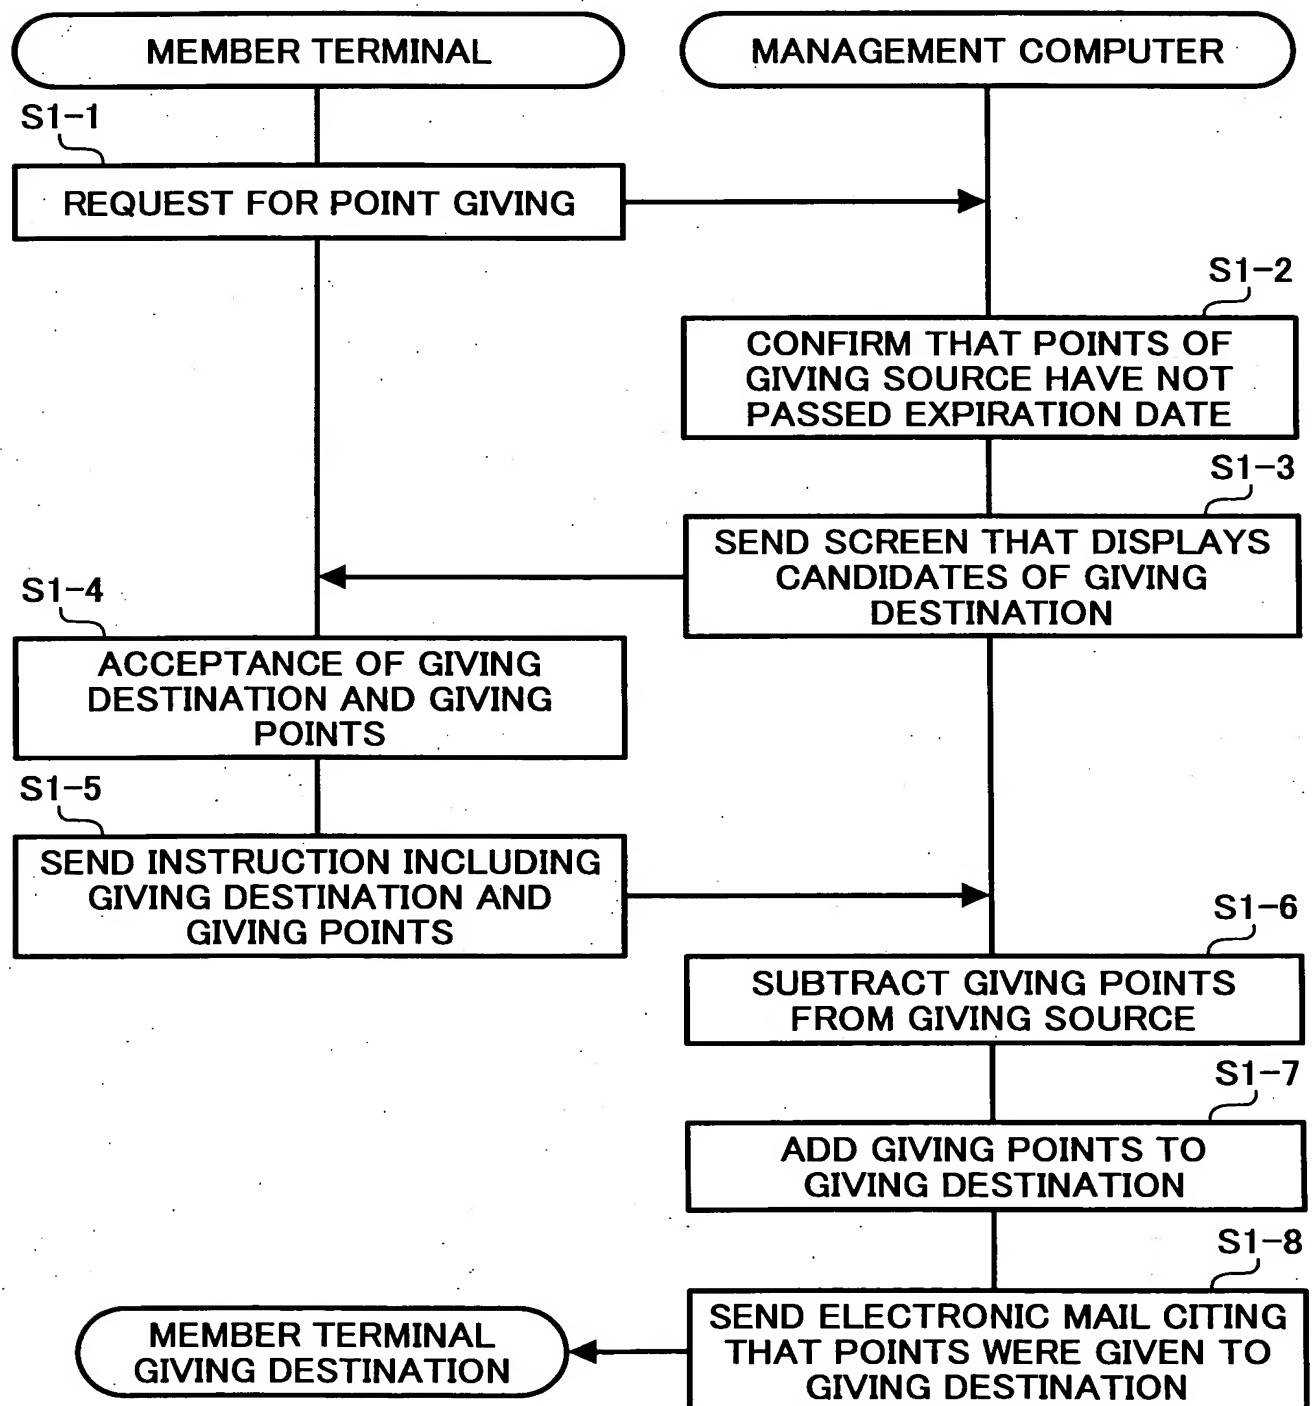 MEMBER TERMINAL
MANAGEMENT COMPUTER
S1-1
REQUEST FOR POINT GIVING
S1-2
CONFIRM THAT POINTS OF
GIVING SOURCE HAVE NOT
PASSED EXPIRATION DATE
S1-3
SEND SCREEN THAT DISPLAYS
CANDIDATES OF GIVING
DESTINATION
S1-4
ACCEPTANCE OF GIVING
DESTINATION AND GIVING
POINTS
S1-5
SEND INSTRUCTION INCLUDING
GIVING DESTINATION AND
GIVING POINTS
S1-6
SUBTRACT GIVING POINTS
FROM GIVING SOURCE
S1-7
ADD GIVING POINTS TO
GIVING DESTINATION
S1-8
SEND ELECTRONIC MAIL CITING
THAT POINTS WERE GIVEN TO
GIVING DESTINATION
MEMBER TERMINAL
GIVING DESTINATION